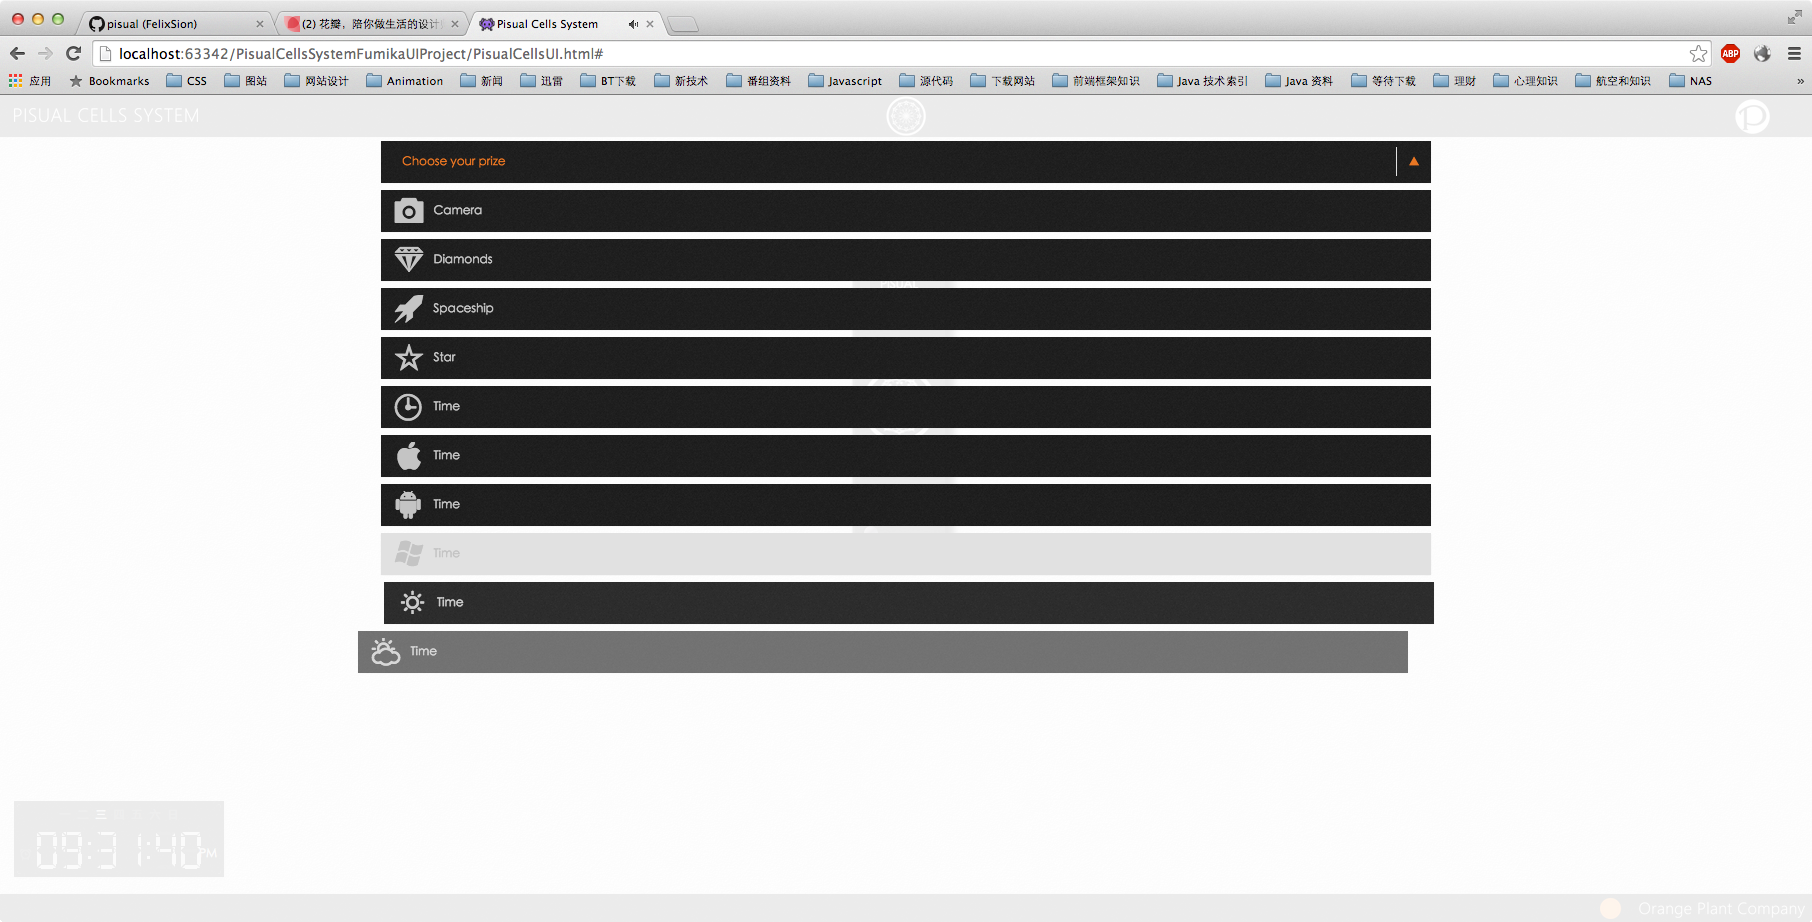 pisual (FelixSion)
(2) 花瓣，陪你做生活的设计
Pisual Cells System
localhost:63342/PisualCellsSystemFumikaUIProject/PisualCellsUI.html#
ABP
应用 Bookmarks CSS 图站 网站设计 Animation 新闻 迅雷 BT下载 新技术 番组资料 Javascript 源代码 下载网站 前端框架知识 Java 技术索引 Java 资料 等待下载 理财 心理知识 航空和知识 NAS »
PISUAL CELLS SYSTEM
Choose your prize
Camera
Diamonds
PISUAL
Spaceship
Star
Time
Time
Time
Time
Time
Time
三
09:31:40 PM
Orange Plant Company